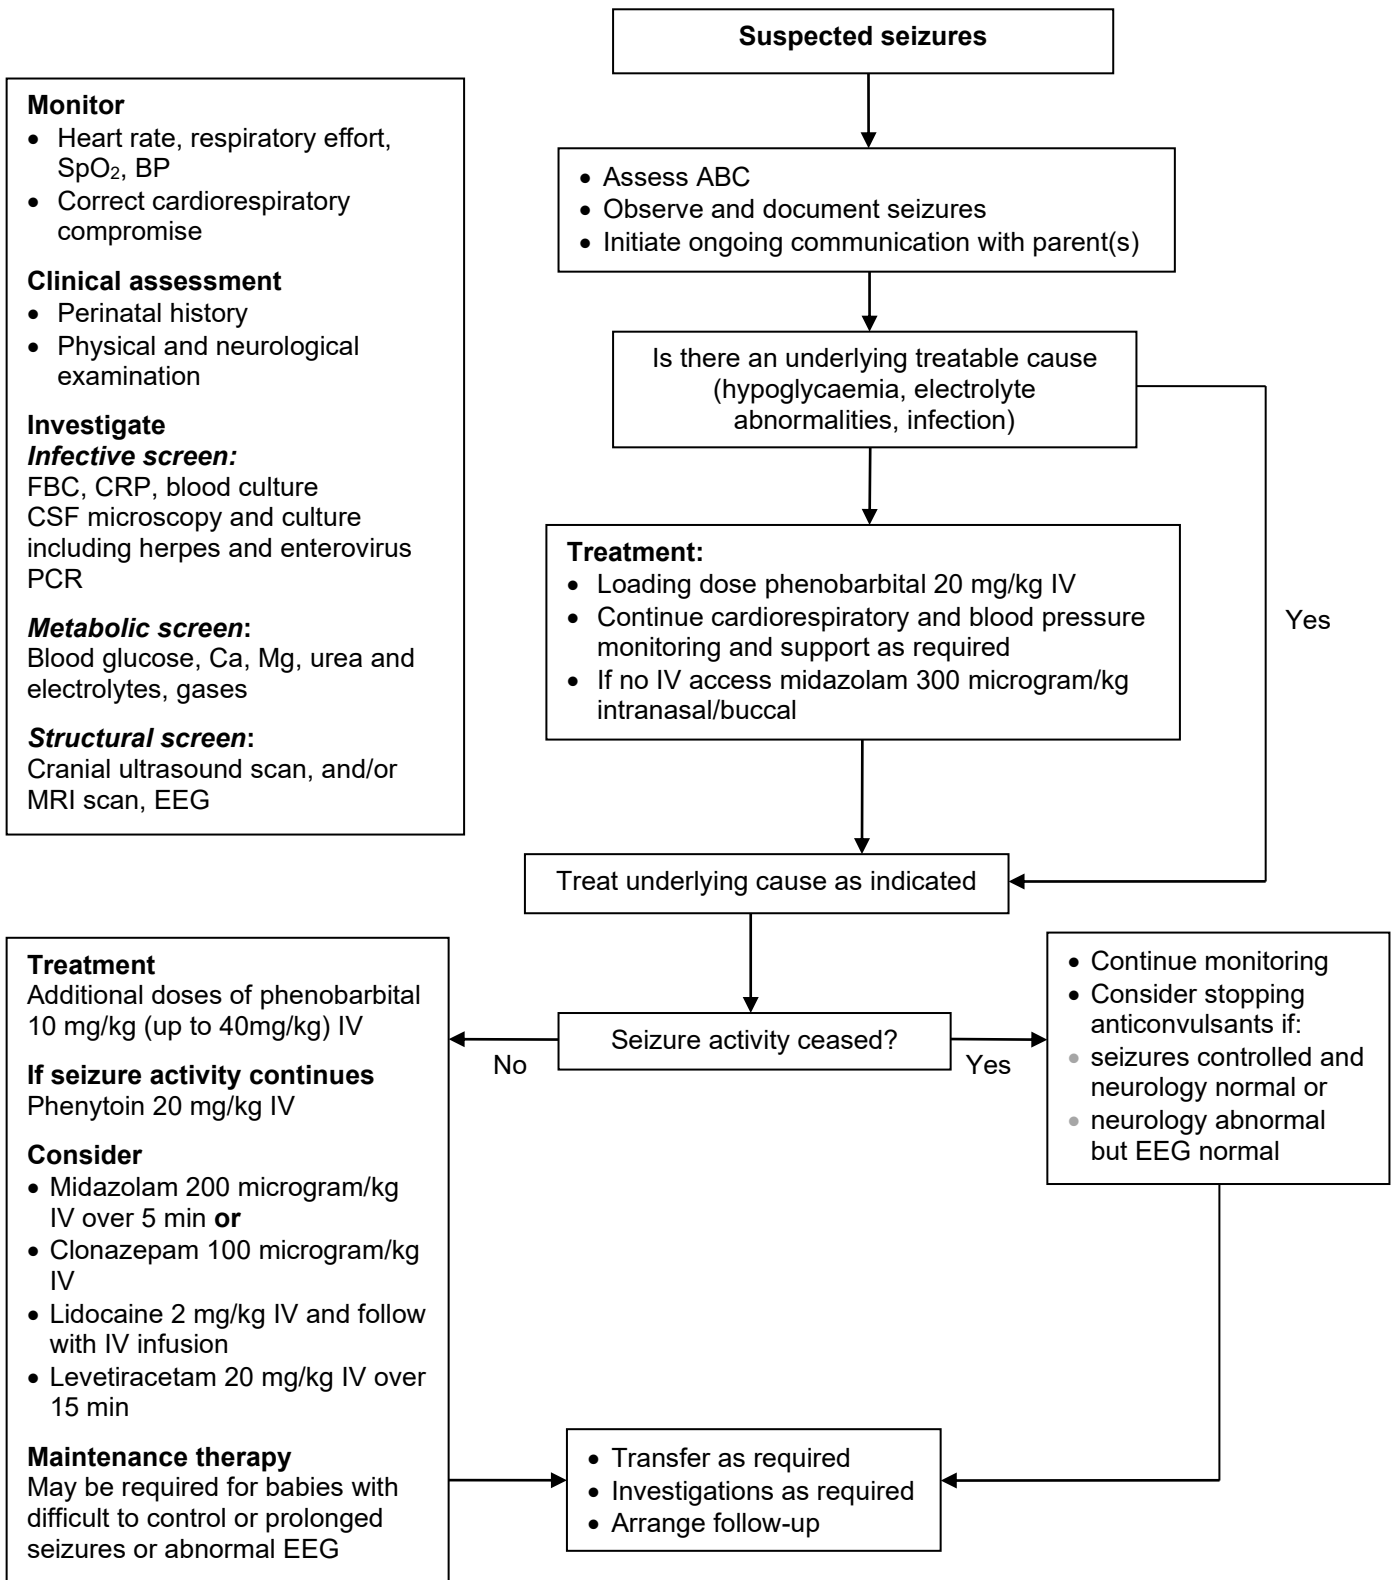 Suspected seizures
Monitor
• Heart rate, respiratory effort,
SpO₂, BP
• Correct cardiorespiratory
compromise
Clinical assessment
• Perinatal history
• Physical and neurological
examination
Investigate
Infective screen:
FBC, CRP, blood culture
CSF microscopy and culture
including herpes and enterovirus
PCR
Metabolic screen:
Blood glucose, Ca, Mg, urea and
electrolytes, gases
Structural screen:
Cranial ultrasound scan, and/or
MRI scan, EEG
• Assess ABC
• Observe and document seizures
• Initiate ongoing communication with parent(s)
Is there an underlying treatable cause
(hypoglycaemia, electrolyte
abnormalities, infection)
Treatment:
• Loading dose phenobarbital 20 mg/kg IV
• Continue cardiorespiratory and blood pressure
monitoring and support as required
• If no IV access midazolam 300 microgram/kg
intranasal/buccal
Yes
Treat underlying cause as indicated
Seizure activity ceased?
No
Yes
Treatment
Additional doses of phenobarbital
10 mg/kg (up to 40mg/kg) IV
If seizure activity continues
Phenytoin 20 mg/kg IV
Consider
• Midazolam 200 microgram/kg
IV over 5 min or
• Clonazepam 100 microgram/kg
IV
• Lidocaine 2 mg/kg IV and follow
with IV infusion
• Levetiracetam 20 mg/kg IV over
15 min
Maintenance therapy
May be required for babies with
difficult to control or prolonged
seizures or abnormal EEG
• Continue monitoring
• Consider stopping
anticonvulsants if:
• seizures controlled and
neurology normal or
• neurology abnormal
but EEG normal
• Transfer as required
• Investigations as required
• Arrange follow-up